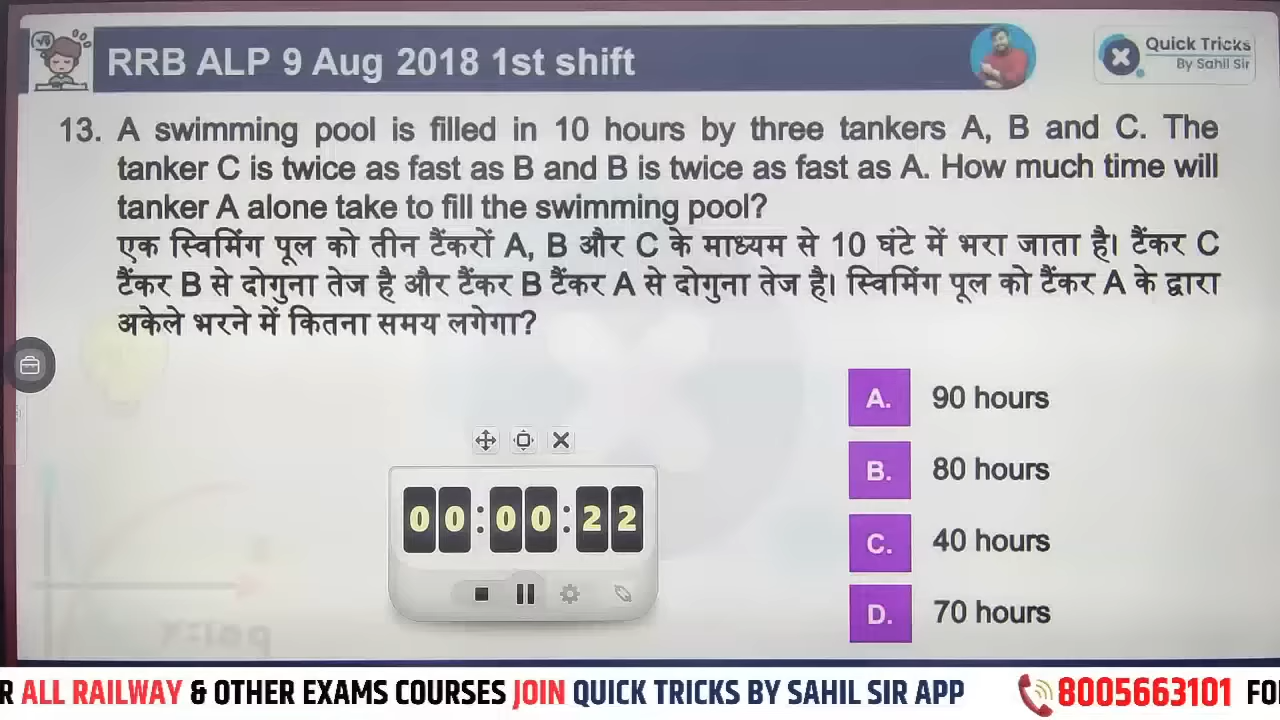 RRB ALP 9 Aug 2018 1st shift
Quick Tricks
By Sahil Sir
13. A swimming pool is filled in 10 hours by three tankers A, B and C. The
tanker C is twice as fast as B and B is twice as fast as A. How much time will
tanker A alone take to fill the swimming pool?
एक स्विमिंग पूल को तीन टैंकरों A, B और C के माध्यम से 10 घंटे में भरा जाता है। टैंकर C
टैंकर B से दोगुना तेज है और टैंकर B टैंकर A से दोगुना तेज है। स्विमिंग पूल को टैंकर A के द्वारा
अकेले भरने में कितना समय लगेगा?
A. 90 hours
B. 80 hours
C. 40 hours
D. 70 hours
00:00:22
R ALL RAILWAY & OTHER EXAMS COURSES JOIN QUICK TRICKS BY SAHIL SIR APP 8005663101 FO